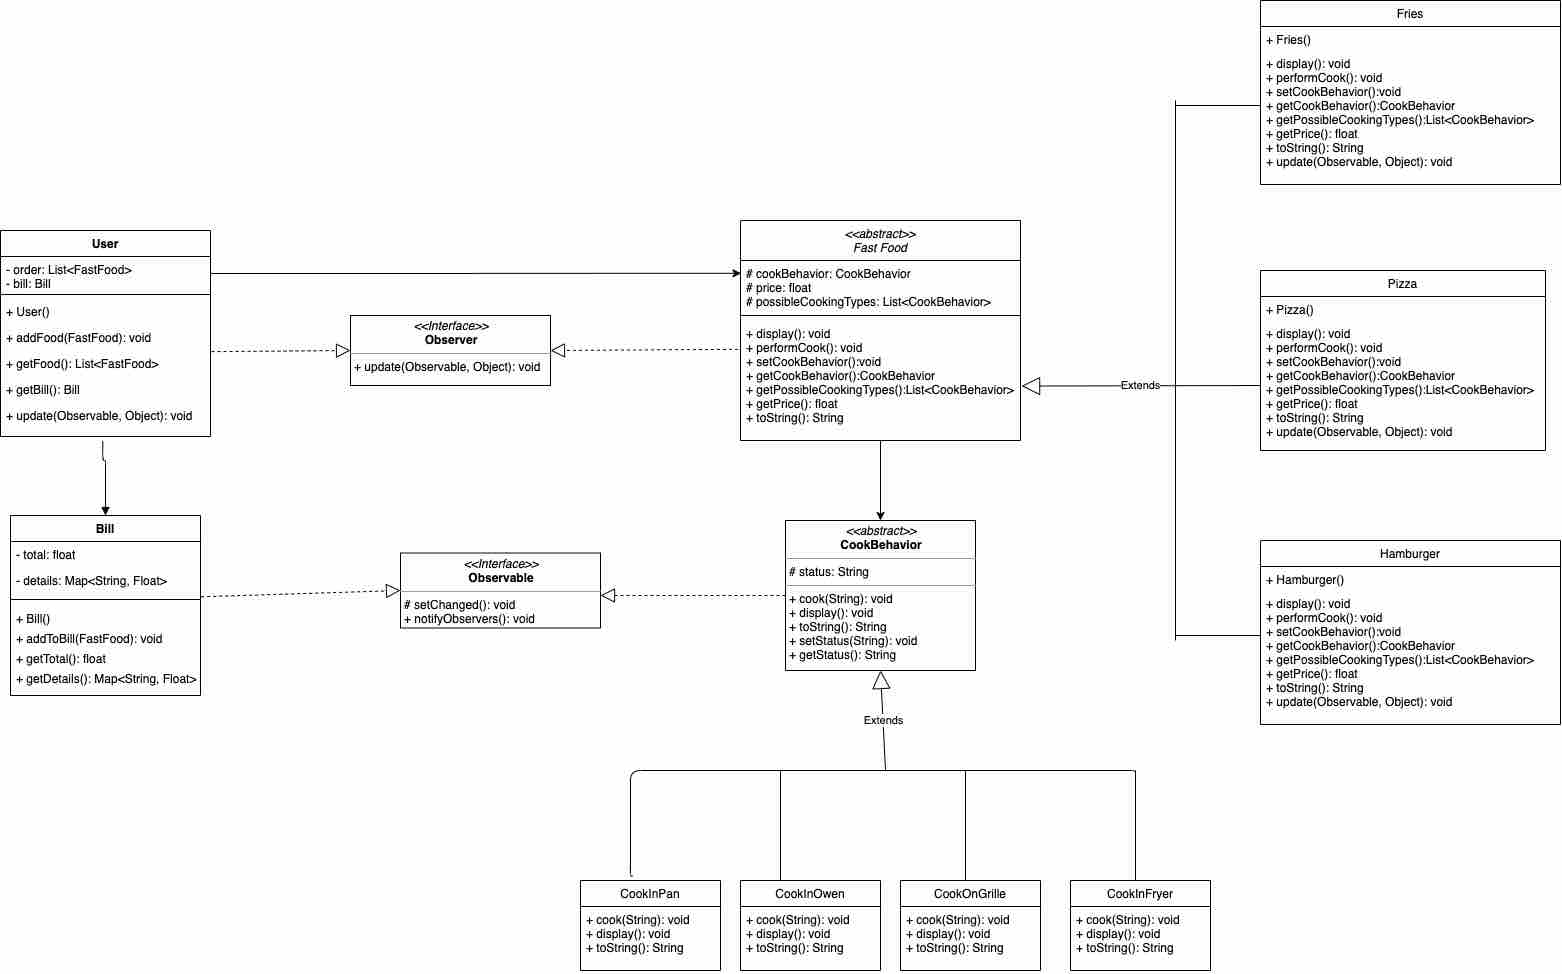 Fries
+ Fries()
+ display(): void
+ performCook(): void
+ setCookBehavior():void
+ getCookBehavior():CookBehavior
+ getPossibleCookingTypes():List<CookBehavior>
+ getPrice(): float
+ toString(): String
+ update(Observable, Object): void
User
- order: List<FastFood>
- bill: Bill
+ User()
+ addFood(FastFood): void
+ getFood(): List<FastFood>
+ getBill(): Bill
+ update(Observable, Object): void
<<Interface>>
Observer
+ update(Observable, Object): void
<<abstract>>
Fast Food
# cookBehavior: CookBehavior
# price: float
# possibleCookingTypes: List<CookBehavior>
+ display(): void
+ performCook(): void
+ setCookBehavior():void
+ getCookBehavior():CookBehavior
+ getPossibleCookingTypes():List<CookBehavior>
+ getPrice(): float
+ toString(): String
Extends
Pizza
+ Pizza()
+ display(): void
+ performCook(): void
+ setCookBehavior():void
+ getCookBehavior():CookBehavior
+ getPossibleCookingTypes():List<CookBehavior>
+ getPrice(): float
+ toString(): String
+ update(Observable, Object): void
Bill
- total: float
- details: Map<String, Float>
+ Bill()
+ addToBill(FastFood): void
+ getTotal(): float
+ getDetails(): Map<String, Float>
<<Interface>>
Observable
# setChanged(): void
+ notifyObservers(): void
<<abstract>>
CookBehavior
# status: String
+ cook(String): void
+ display(): void
+ toString(): String
+ setStatus(String): void
+ getStatus(): String
Hamburger
+ Hamburger()
+ display(): void
+ performCook(): void
+ setCookBehavior():void
+ getCookBehavior():CookBehavior
+ getPossibleCookingTypes():List<CookBehavior>
+ getPrice(): float
+ toString(): String
+ update(Observable, Object): void
Extends
CookInPan
+ cook(String): void
+ display(): void
+ toString(): String
CookInOwen
+ cook(String): void
+ display(): void
+ toString(): String
CookOnGrille
+ cook(String): void
+ display(): void
+ toString(): String
CookInFryer
+ cook(String): void
+ display(): void
+ toString(): String